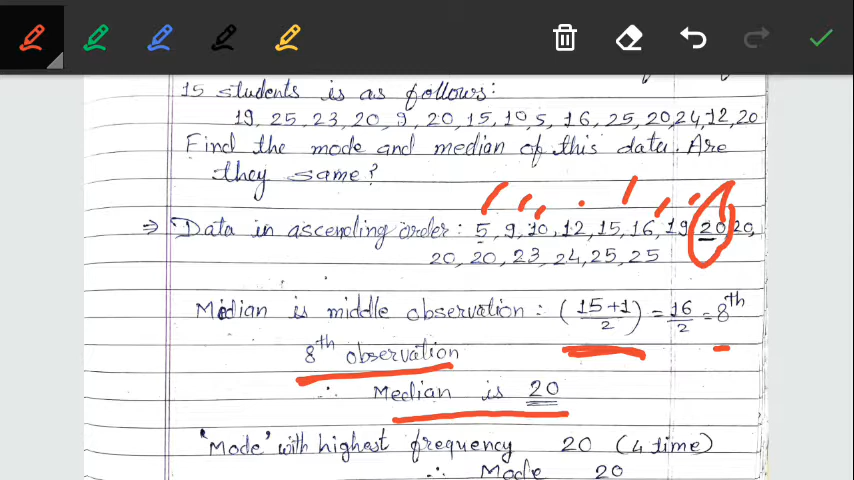 15 students is as follows:
19, 25, 23, 20, 9, 20, 15, 10, 5, 16, 25, 20, 24, 12, 20
Find the mode and median of this data. Are
they same?
⇒ Data in ascending order: 5, 9, 10, 12, 15, 16, 19, 20, 20,
20, 20, 23, 24, 25, 25
Median is middle observation: (15+1/2) = 16/2 = 8th
8th observation
∴ Median is 20
'Mode' with highest frequency 20 (4 time)
∴ Mode 20